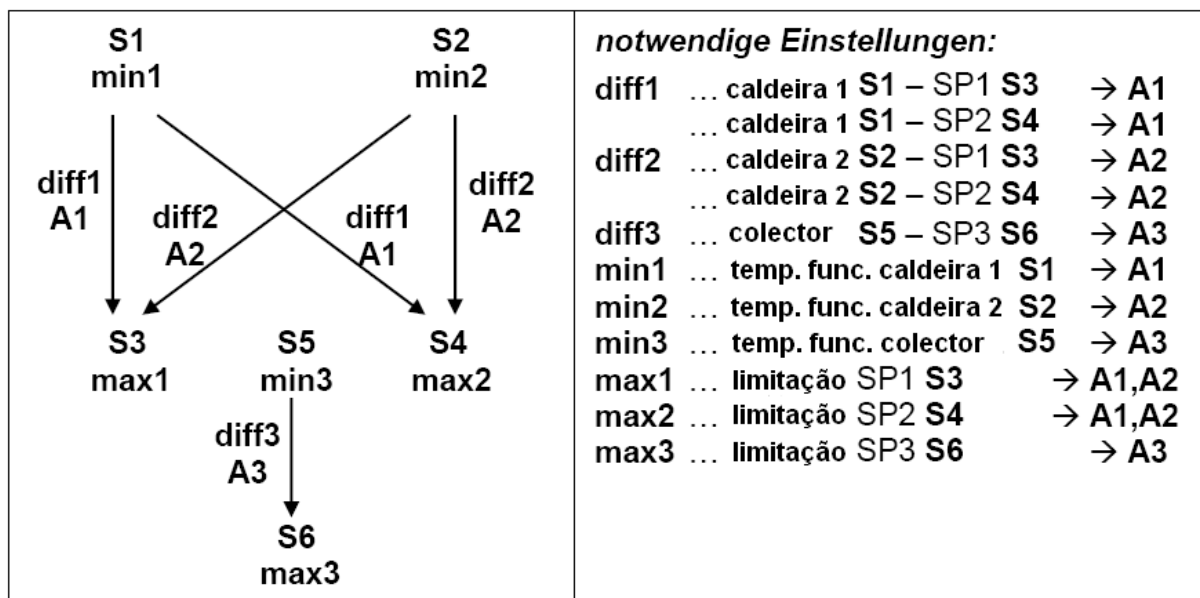 S1 S2
min1 min2
diff1 diff2 diff1 diff2
A1 A2 A1 A2
S3 S5 S4
max1 min3 max2
diff3
A3
S6
max3
notwendige Einstellungen:
diff1 ... caldeira 1 S1 – SP1 S3 → A1
... caldeira 1 S1 – SP2 S4 → A1
diff2 ... caldeira 2 S2 – SP1 S3 → A2
... caldeira 2 S2 – SP2 S4 → A2
diff3 ... colector S5 – SP3 S6 → A3
min1 ... temp. func. caldeira 1 S1 → A1
min2 ... temp. func. caldeira 2 S2 → A2
min3 ... temp. func. colector S5 → A3
max1 ... limitação SP1 S3 → A1,A2
max2 ... limitação SP2 S4 → A1,A2
max3 ... limitação SP3 S6 → A3